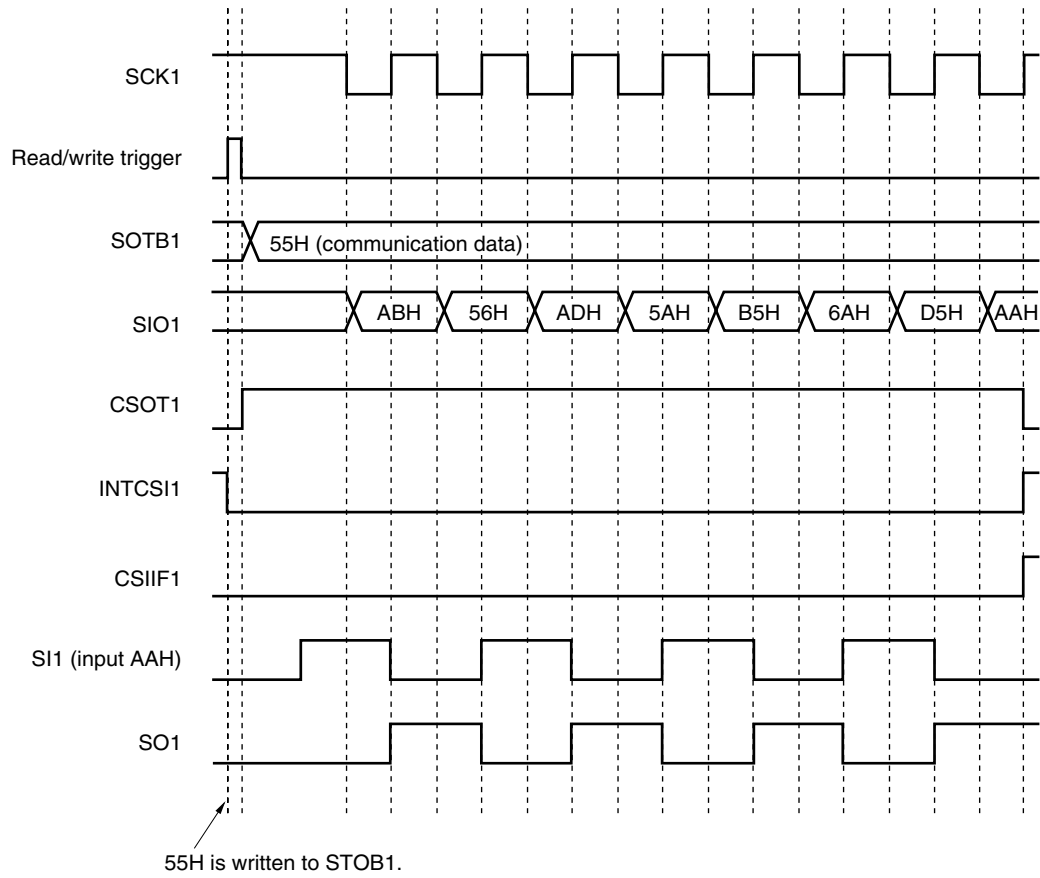 SCK1
Read/write trigger
SOTB1
55H (communication data)
SIO1
ABH 56H ADH 5AH B5H 6AH D5H AAH
CSOT1
INTCSI1
CSIIF1
SI1 (input AAH)
SO1
55H is written to STOB1.